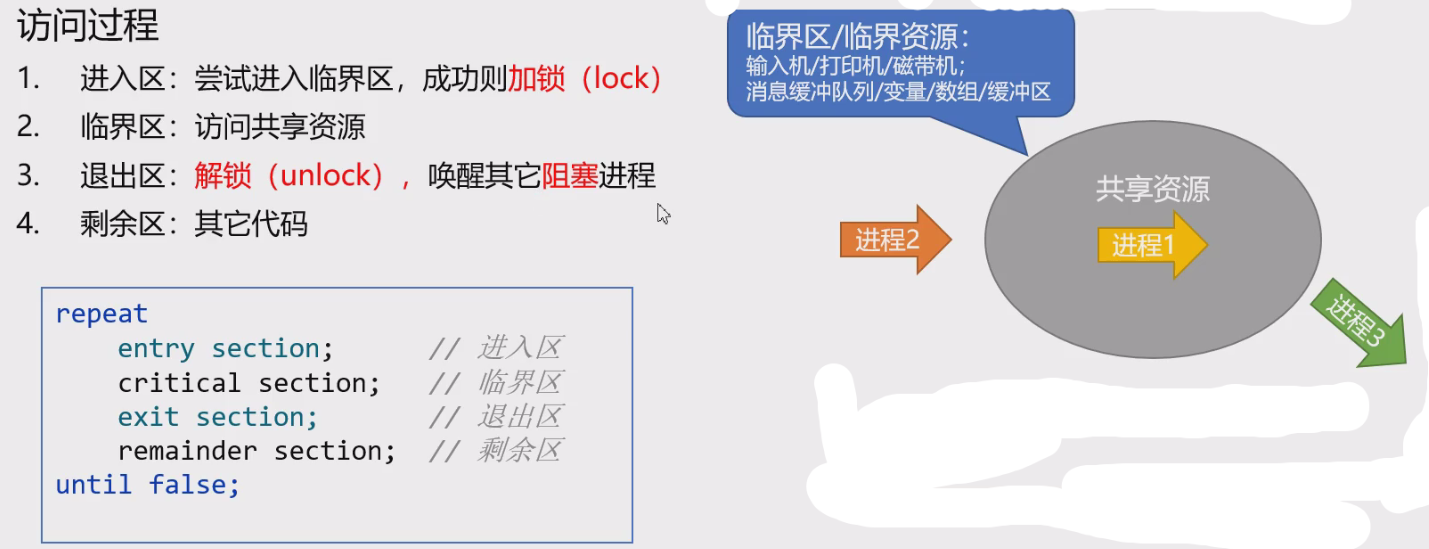 访问过程
1. 进入区：尝试进入临界区，成功则加锁（lock）
2. 临界区：访问共享资源
3. 退出区：解锁（unlock），唤醒其它阻塞进程
4. 剩余区：其它代码
repeat
entry section; // 进入区
critical section; // 临界区
exit section; // 退出区
remainder section; // 剩余区
until false;
临界区/临界资源：
输入机/打印机/磁带机；
消息缓冲队列/变量/数组/缓冲区
共享资源
进程2
进程1
进程3